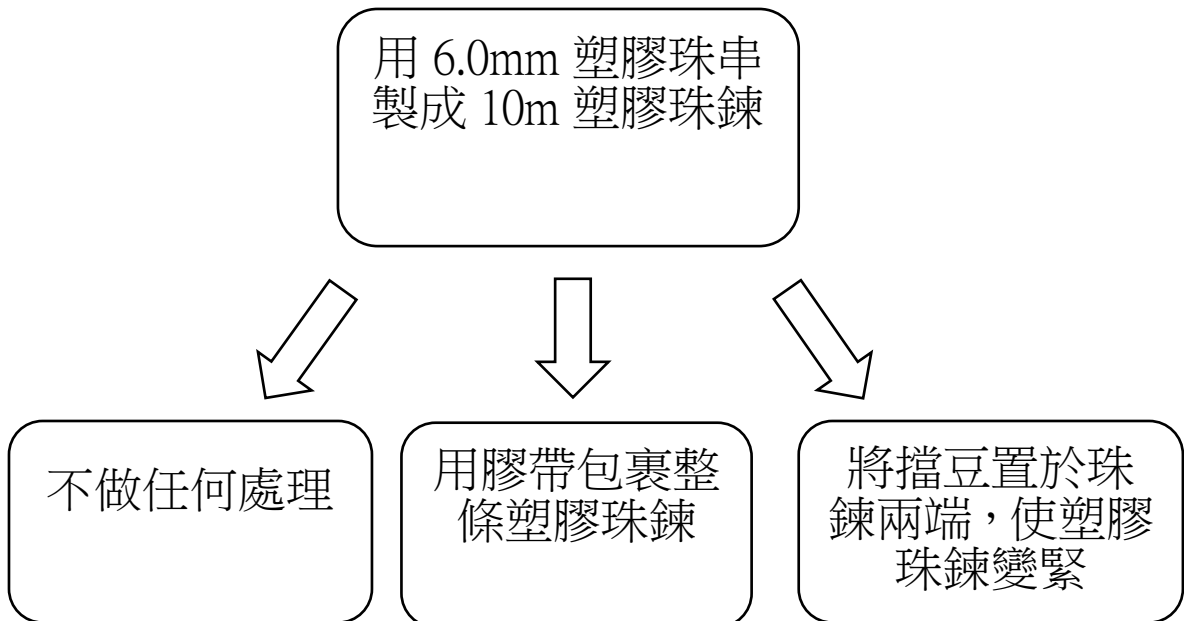 用 6.0mm 塑膠珠串
製成 10m 塑膠珠鍊
不做任何處理
用膠帶包裹整
條塑膠珠鍊
將擋豆置於珠
鍊兩端，使塑膠
珠鍊變緊